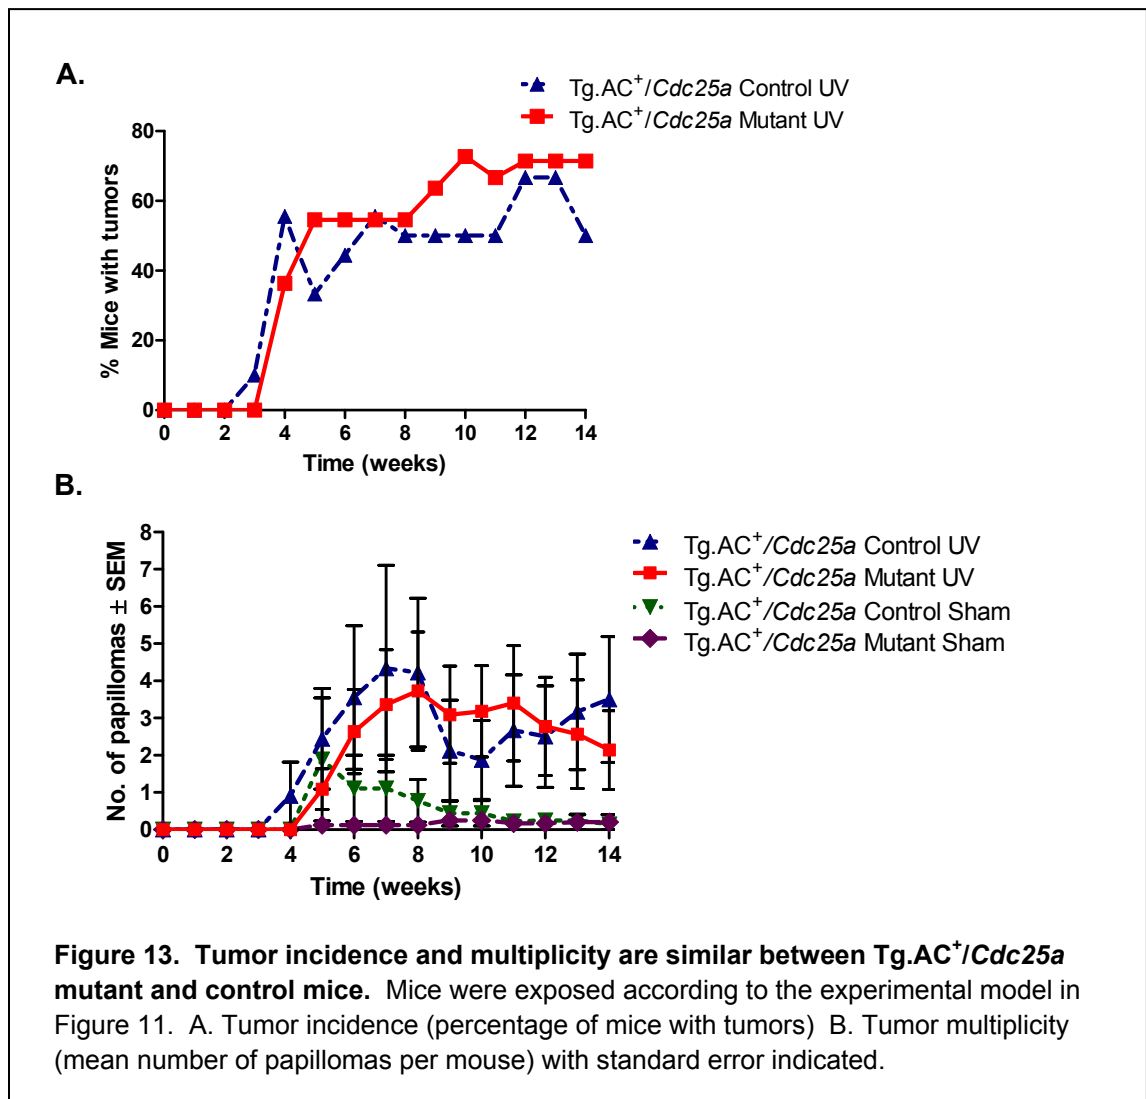 A.
Tg.AC+/Cdc25a Control UV
Tg.AC+/Cdc25a Mutant UV
80
60
40
20
0
% Mice with tumors
0 2 4 6 8 10 12 14
Time (weeks)
B.
8
7
6
5
4
3
2
1
0
No. of papillomas ± SEM
Tg.AC+/Cdc25a Control UV
Tg.AC+/Cdc25a Mutant UV
Tg.AC+/Cdc25a Control Sham
Tg.AC+/Cdc25a Mutant Sham
0 2 4 6 8 10 12 14
Time (weeks)
Figure 13. Tumor incidence and multiplicity are similar between Tg.AC+/Cdc25a
mutant and control mice. Mice were exposed according to the experimental model in
Figure 11. A. Tumor incidence (percentage of mice with tumors) B. Tumor multiplicity
(mean number of papillomas per mouse) with standard error indicated.